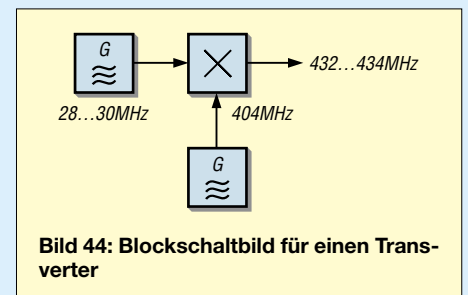 G
432...434MHz
28...30MHz
404MHz
G
Bild 44: Blockschaltbild für einen Trans-
verter